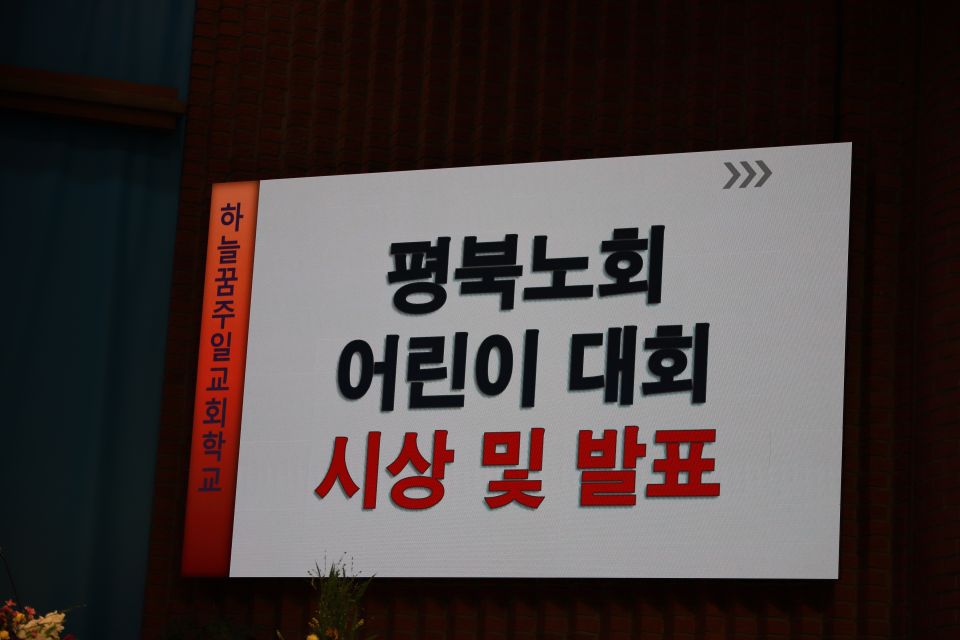 하늘꿈주일교회학교
평북노회
어린이 대회
시상 및 발표